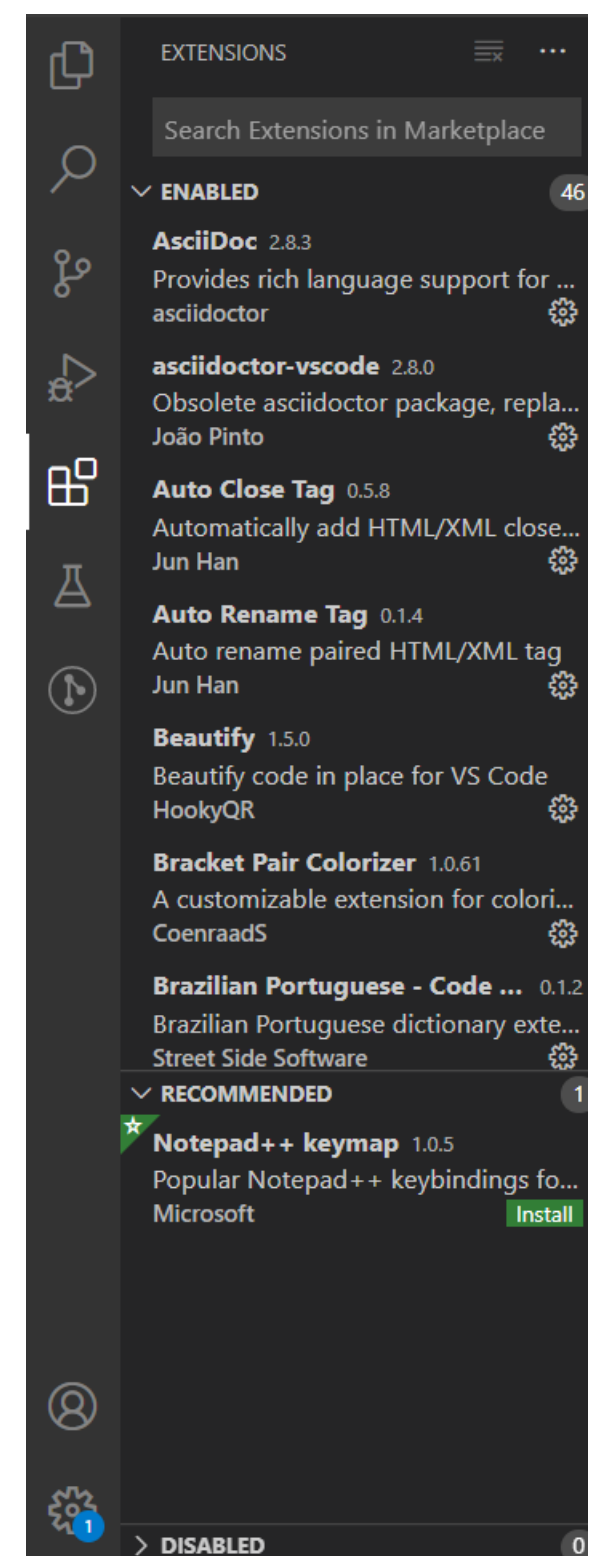 EXTENSIONS
Search Extensions in Marketplace
ENABLED 46
AsciiDoc 2.8.3
Provides rich language support for ...
asciidoctor
asciidoctor-vscode 2.8.0
Obsolete asciidoctor package, repla...
João Pinto
Auto Close Tag 0.5.8
Automatically add HTML/XML close...
Jun Han
Auto Rename Tag 0.1.4
Auto rename paired HTML/XML tag
Jun Han
Beautify 1.5.0
Beautify code in place for VS Code
HookyQR
Bracket Pair Colorizer 1.0.61
A customizable extension for colori...
CoenraadS
Brazilian Portuguese - Code ... 0.1.2
Brazilian Portuguese dictionary exte...
Street Side Software
RECOMMENDED 1
Notepad++ keymap 1.0.5
Popular Notepad++ keybindings fo...
Microsoft Install
1
DISABLED 0